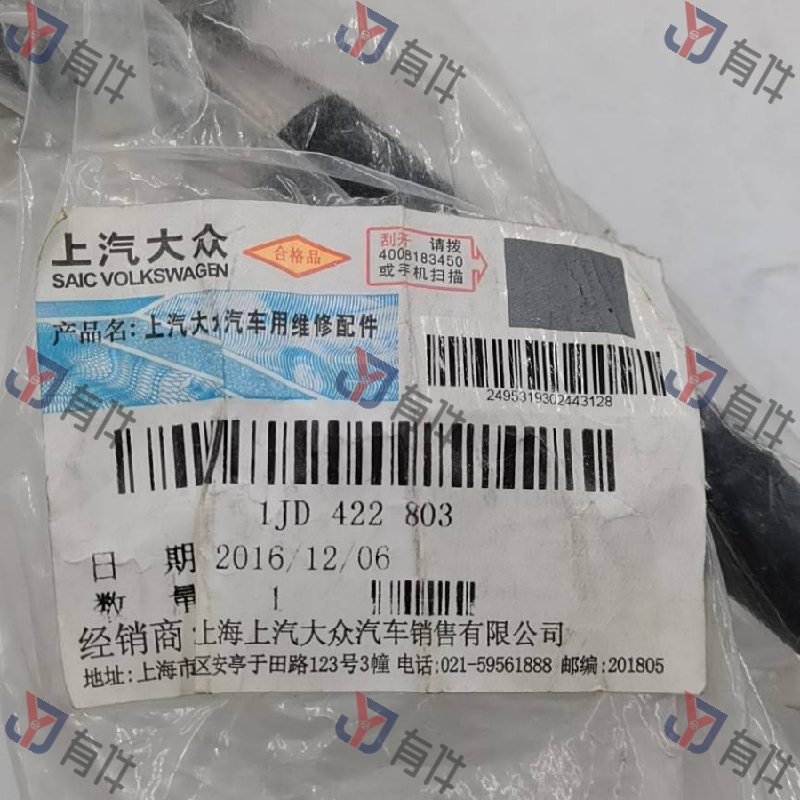 上汽大众
SAIC VOLKSWAGEN
合格品
刮开 请拨
4008183450
或手机扫描
产品名:上汽大众汽车用维修配件
2495319302443128
1JD 422 803
日 期 2016/12/06
数 量 1
经销商 上海上汽大众汽车销售有限公司
地址:上海市区安亭于田路123号3幢 电话:021-59561888 邮编:201805
有件
有件
有件
有件
有件
有件
有件
有件
有件